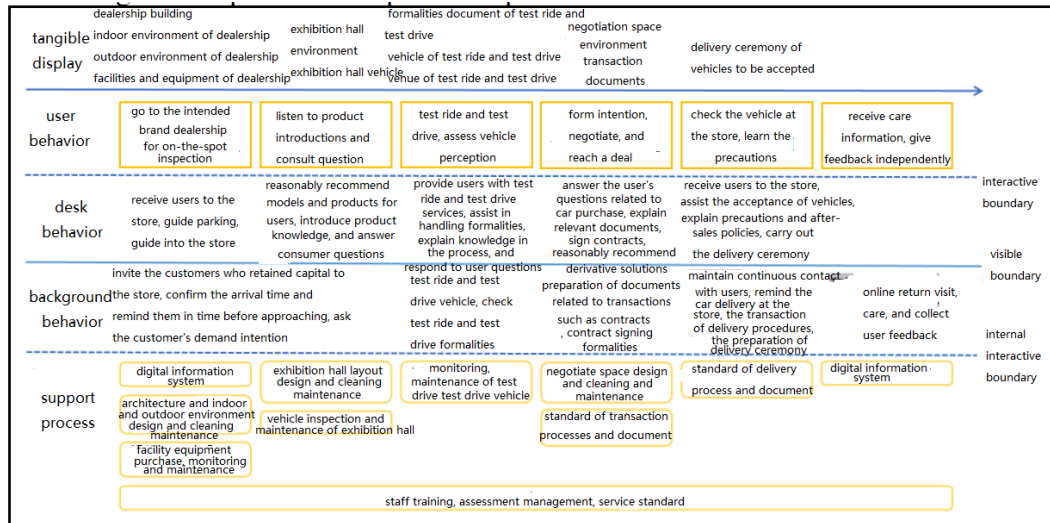 dealership building
indoor environment of dealership
outdoor environment of dealership
facilities and equipment of dealership
exhibition hall
environment
exhibition hall vehicle
formalities document of test ride and
test drive
vehicle of test ride and test drive
venue of test ride and test drive
negotiation space
environment
transaction
documents
delivery ceremony of
vehicles to be accepted
tangible
display
user
behavior
go to the intended
brand dealership
for on-the-spot
inspection
listen to product
introductions and
consult question
test ride and test
drive, assess vehicle
perception
form intention,
negotiate, and
reach a deal
check the vehicle at
the store, learn the
precautions
receive care
information, give
feedback independently
interactive
boundary
desk
behavior
receive users to the
store, guide parking,
guide into the store
reasonably recommend
models and products for
users, introduce product
knowledge, and answer
consumer questions
provide users with test
ride and test drive
services, assist in
handling formalities,
explain knowledge in
the process, and
respond to user questions
answer the user's
questions related to
car purchase, explain
relevant documents,
sign contracts,
reasonably recommend
derivative solutions
receive users to the store,
assist the acceptance of vehicles,
explain precautions and after-
sales policies, carry out
the delivery ceremony
visible
boundary
background
behavior
invite the customers who retained capital to
the store, confirm the arrival time and
remind them in time before approaching, ask
the customer's demand intention
test ride and test
drive vehicle, check
test ride and test
drive formalities
preparation of documents
related to transactions
such as contracts
, contract signing
formalities
maintain continuous contact
with users, remind the
car delivery at the
store, the transaction
of delivery procedures,
the preparation of
delivery ceremony
online return visit,
care, and collect
user feedback
internal
interactive
boundary
support
process
digital information
system
architecture and indoor
and outdoor environment
design and cleaning
maintenance
facility equipment
purchase, monitoring
and maintenance
exhibition hall layout
design and cleaning
maintenance
vehicle inspection and
maintenance of exhibition hall
monitoring,
maintenance of test
drive test drive vehicle
negotiate space design
and cleaning and
maintenance
standard of transaction
processes and document
standard of delivery
process and document
digital information
system
staff training, assessment management, service standard